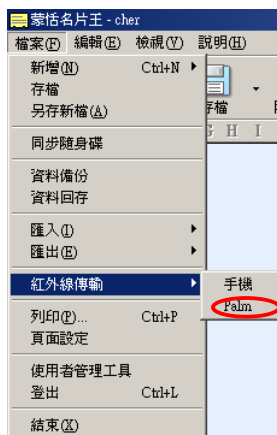 蒙恬名片王 - cher
檔案(F) 編輯(E) 檢視(V) 說明(H)
新增(N) Ctrl+N
存檔
另存新檔(A)
同步隨身碟
資料備份
資料回存
匯入(I)
匯出(E)
紅外線傳輸
手機
Palm
列印(P)... Ctrl+P
頁面設定
使用者管理工具
登出 Ctrl+L
結束(X)
存檔
G H I